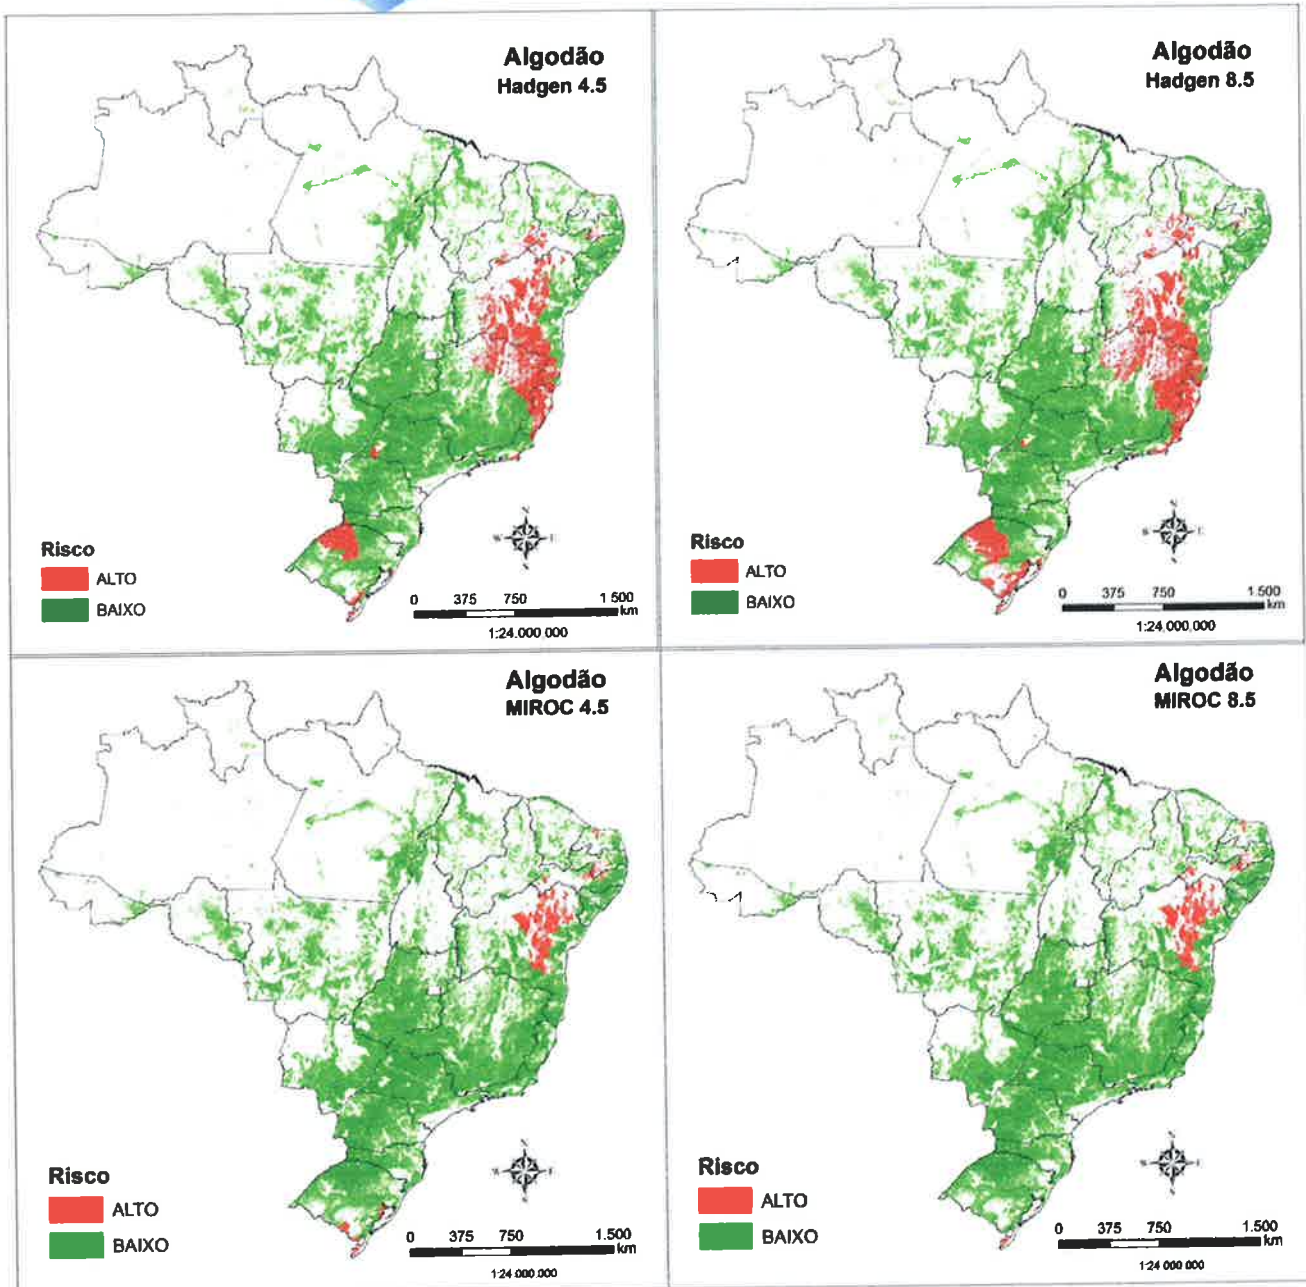 Algodão
Hadgen 4.5
N
W
E
S
Risco
ALTO
BAIXO
0 375 750 1 500
km
1:24.000.000
Algodão
Hadgen 8.5
N
W
E
S
Risco
ALTO
BAIXO
0 375 750 1.500
km
1:24,000,000
Algodão
MIROC 4.5
N
W
E
S
Risco
ALTO
BAIXO
0 375 750 1.500
km
1:24.000.000
Algodão
MIROC 8.5
N
W
E
S
Risco
ALTO
BAIXO
0 375 750 1.500
km
1:24.000.000